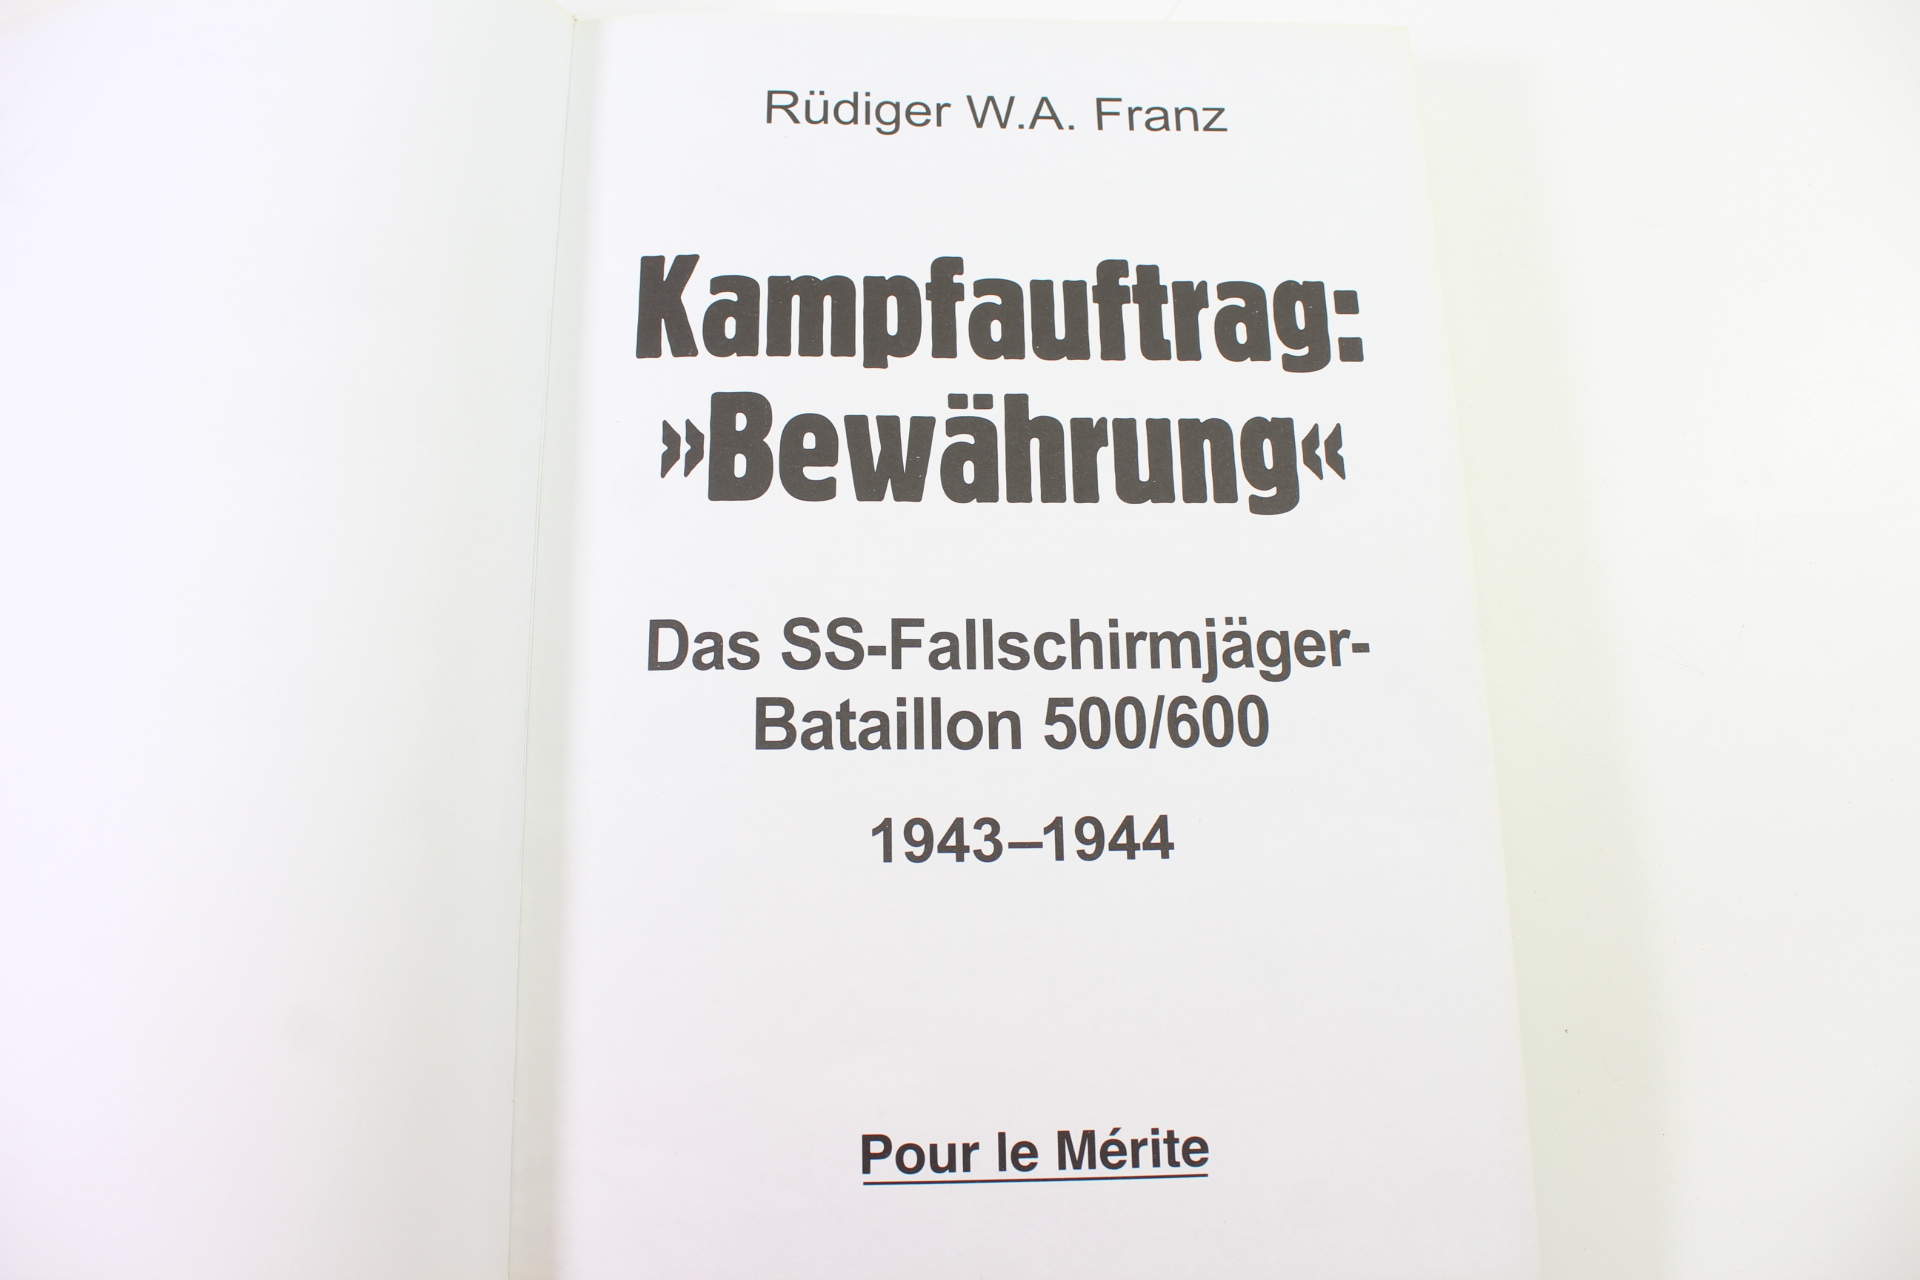 Rüdiger W.A. Franz
Kampfauftrag:
»Bewährung«
Das SS-Fallschirmjäger-
Bataillon 500/600
1943–1944
Pour le Mérite